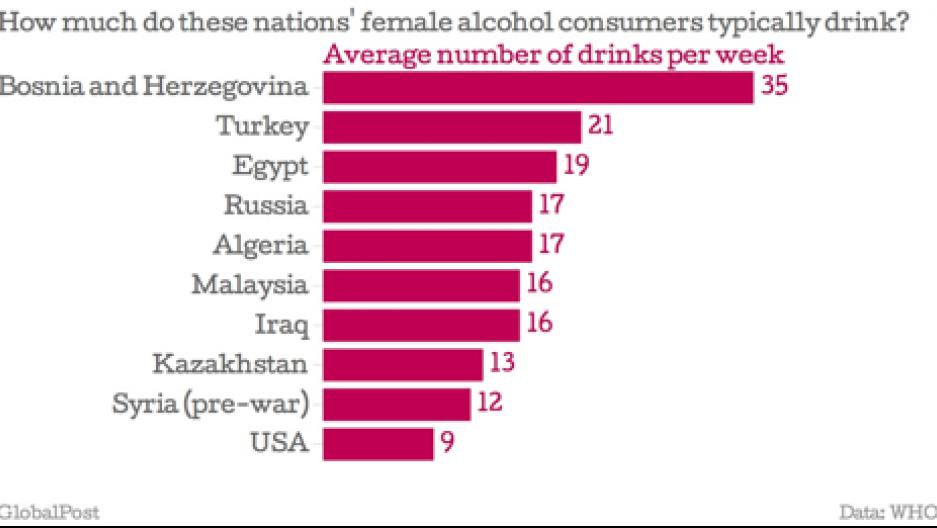 How much do these nations' female alcohol consumers typically drink?
Average number of drinks per week
Bosnia and Herzegovina 35
Turkey 21
Egypt 19
Russia 17
Algeria 17
Malaysia 16
Iraq 16
Kazakhstan 13
Syria (pre-war) 12
USA 9
GlobalPost Data: WHO